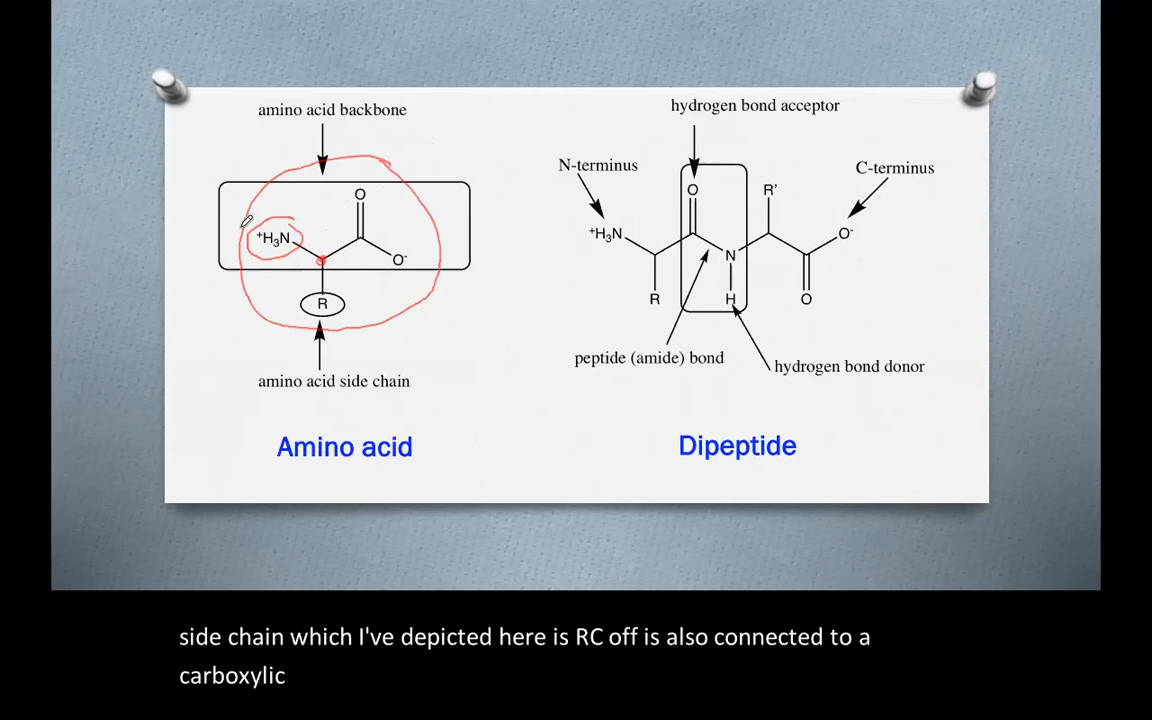 amino acid backbone
O
⁺H₃N
O⁻
R
amino acid side chain
Amino acid
hydrogen bond acceptor
N-terminus
C-terminus
O
R'
⁺H₃N
O⁻
N
R
H
O
peptide (amide) bond
hydrogen bond donor
Dipeptide
side chain which I've depicted here is RC off is also connected to a
carboxylic